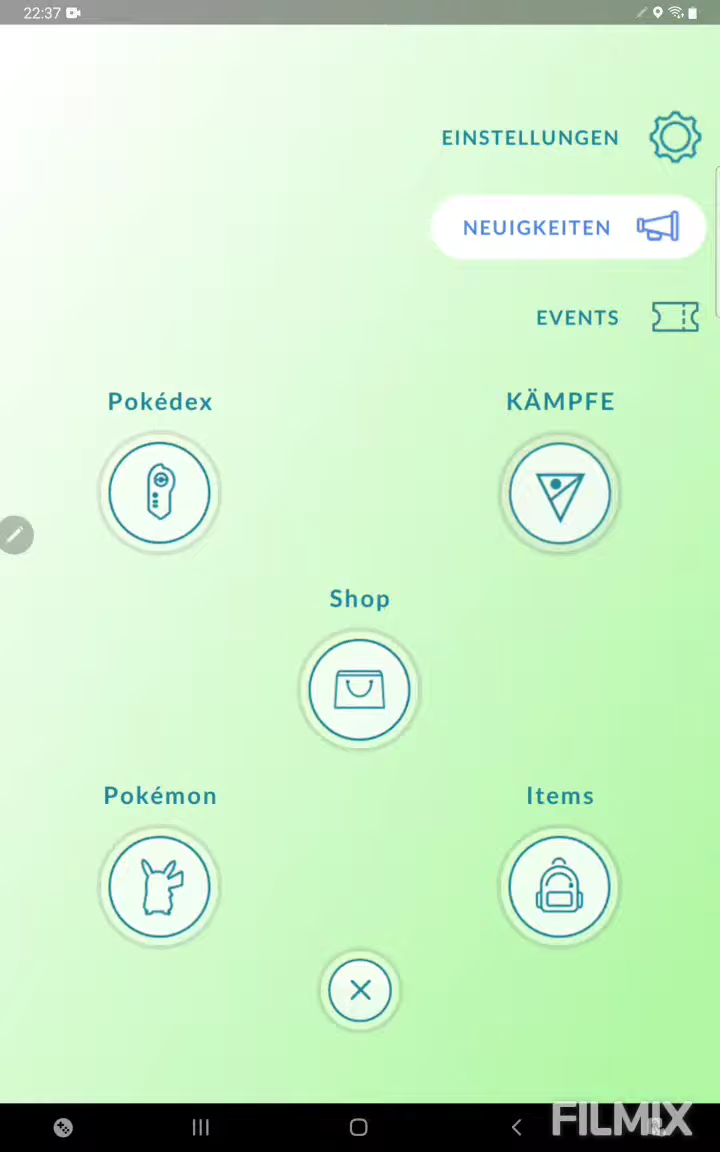 22:37
EINSTELLUNGEN
NEUIGKEITEN
EVENTS
Pokédex
KÄMPFE
Shop
Pokémon
Items
FILMIX